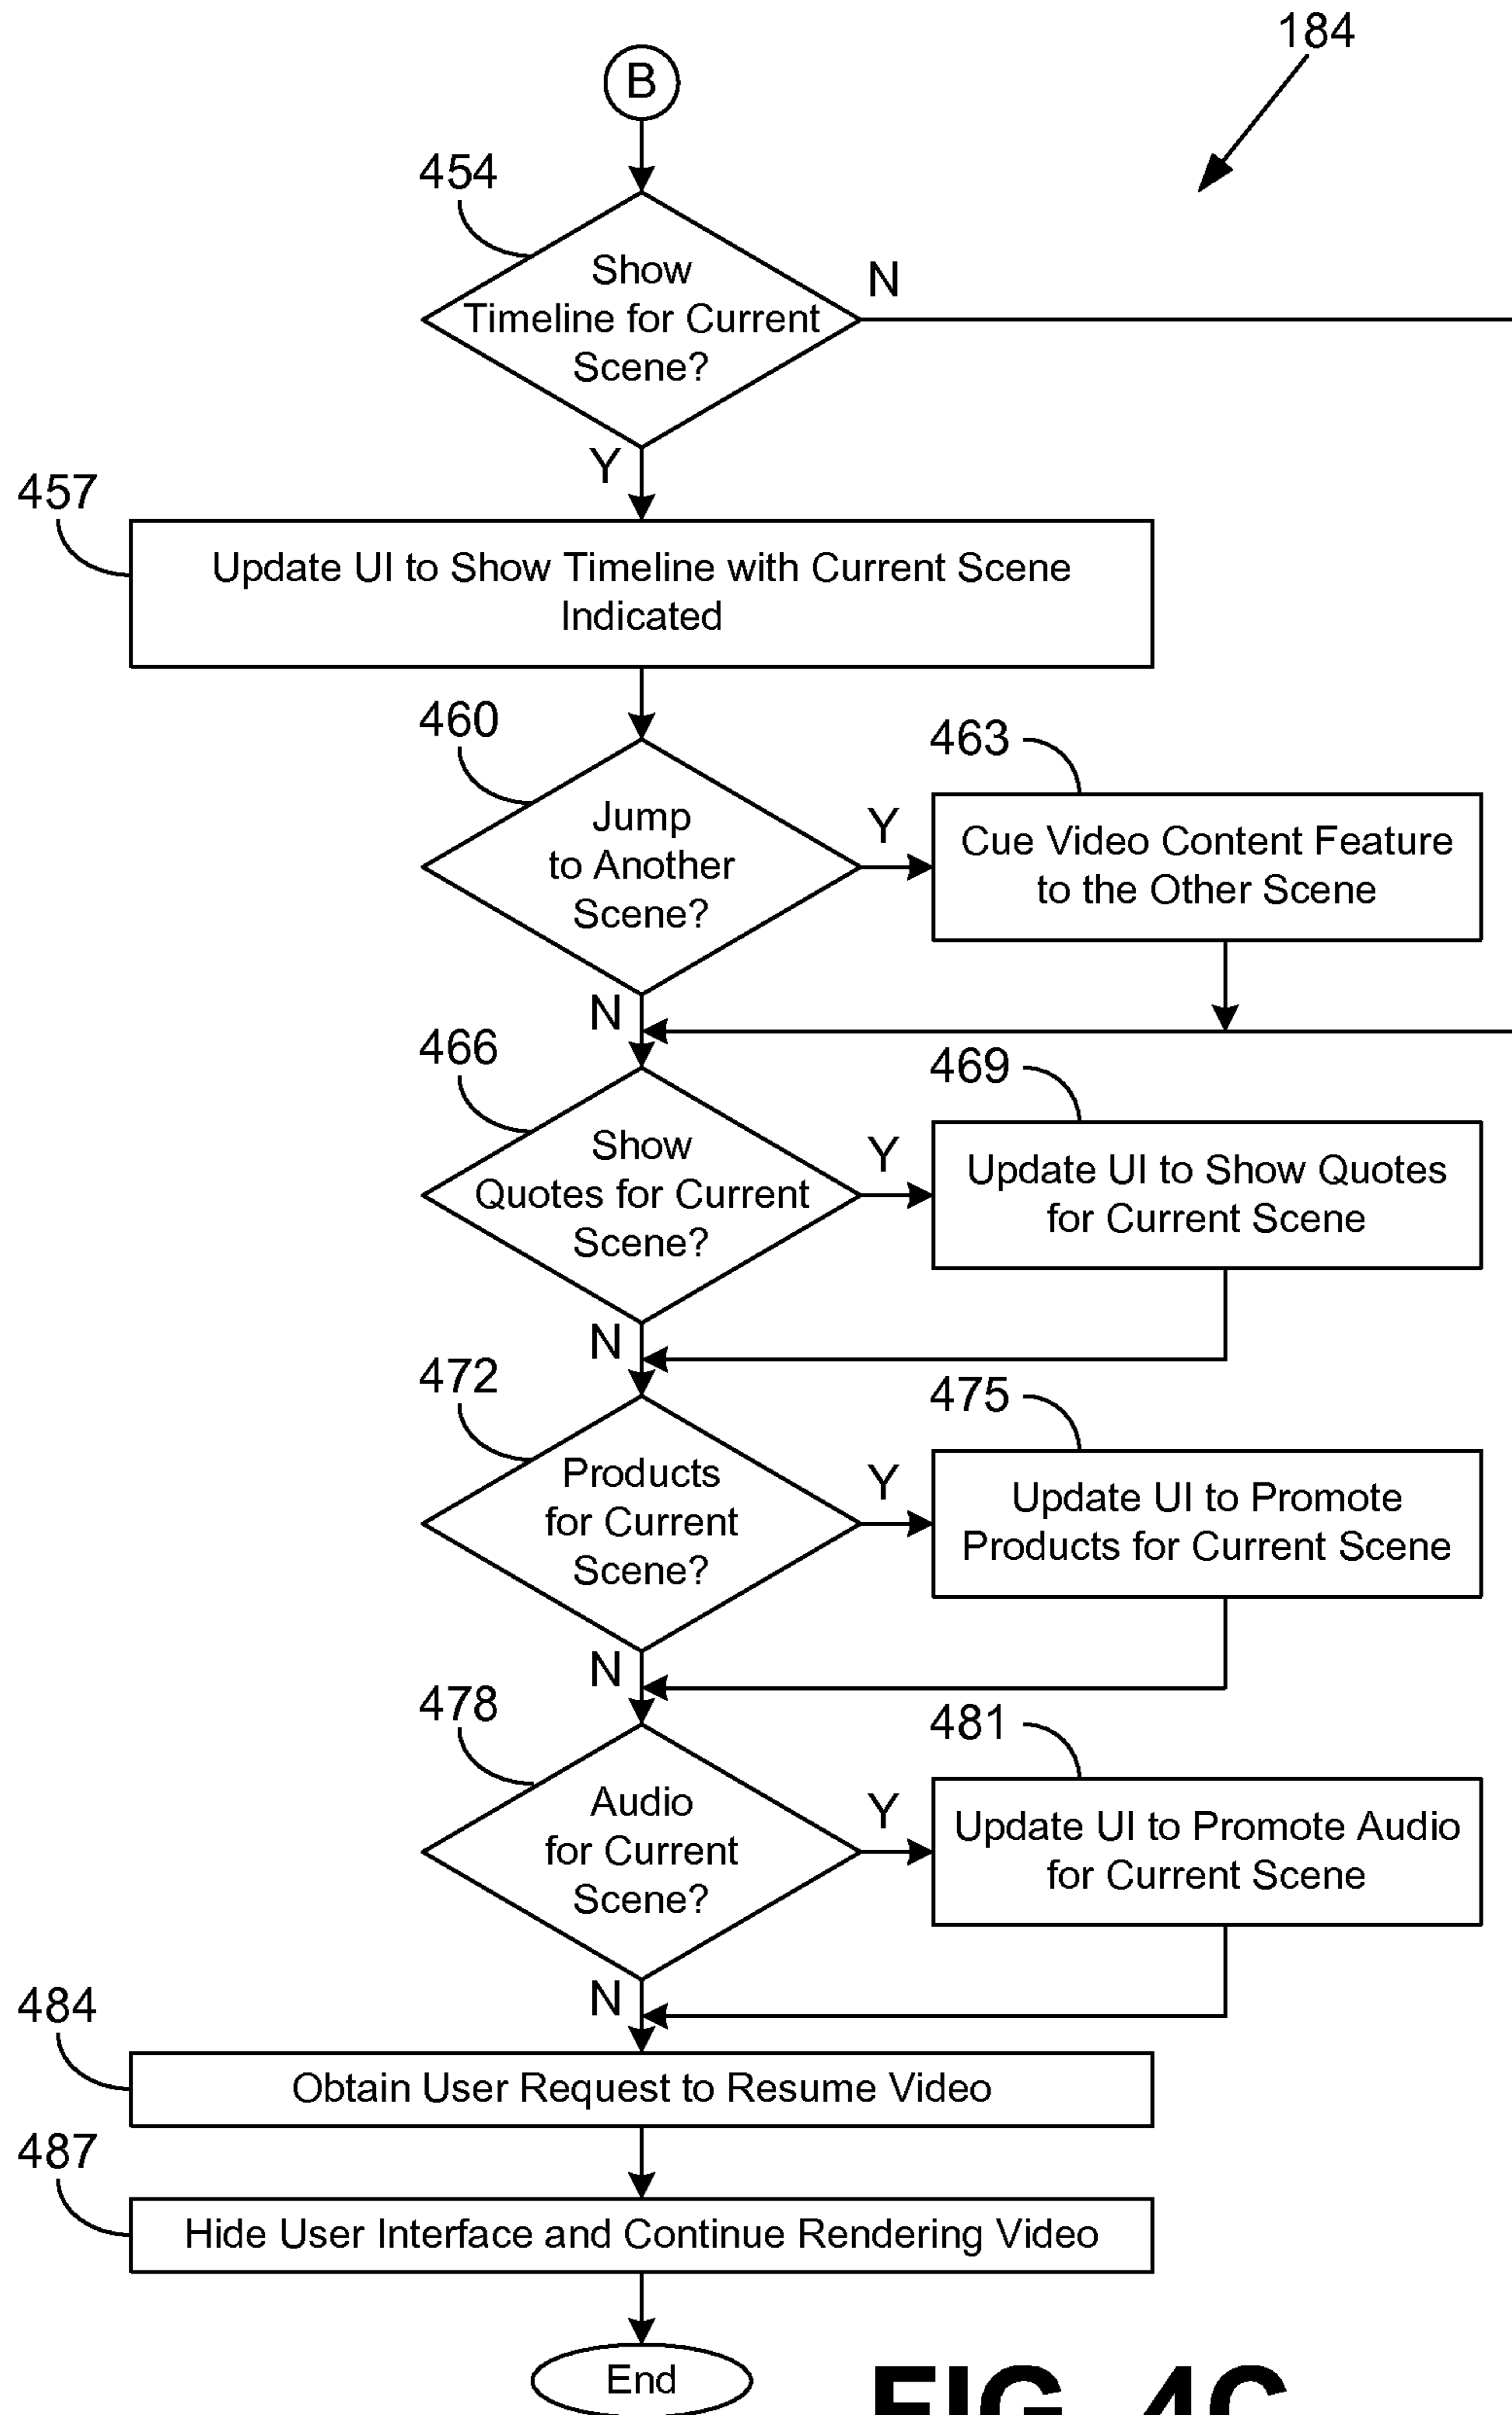 184
B
454
Show
Timeline for Current
Scene?
N
Y
457
Update UI to Show Timeline with Current Scene
Indicated
460
Jump
to Another
Scene?
Y
463
Cue Video Content Feature
to the Other Scene
N
466
Show
Quotes for Current
Scene?
Y
469
Update UI to Show Quotes
for Current Scene
N
472
Products
for Current
Scene?
Y
475
Update UI to Promote
Products for Current Scene
N
478
Audio
for Current
Scene?
Y
481
Update UI to Promote Audio
for Current Scene
N
484
Obtain User Request to Resume Video
487
Hide User Interface and Continue Rendering Video
End
FIG. 4C